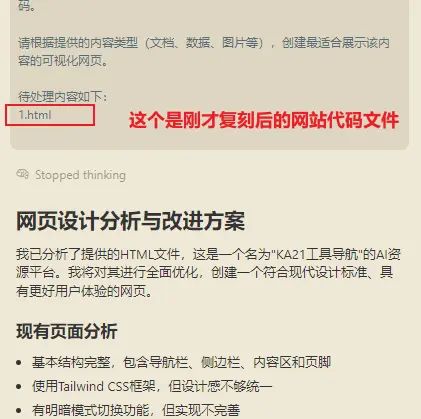 码。
请根据提供的内容类型（文档、数据、图片等），创建最适合展示该内
容的可视化网页。
待处理内容如下：
1.html
这个是刚才复刻后的网站代码文件
Stopped thinking
网页设计分析与改进方案
我已分析了提供的HTML文件，这是一个名为"KA21工具导航"的AI资
源平台。我将对其进行全面优化，创建一个符合现代设计标准、具
有更好用户体验的网页。
现有页面分析
基本结构完整，包含导航栏、侧边栏、内容区和页脚
使用Tailwind CSS框架，但设计感不够统一
有明暗模式切换功能，但实现不完善